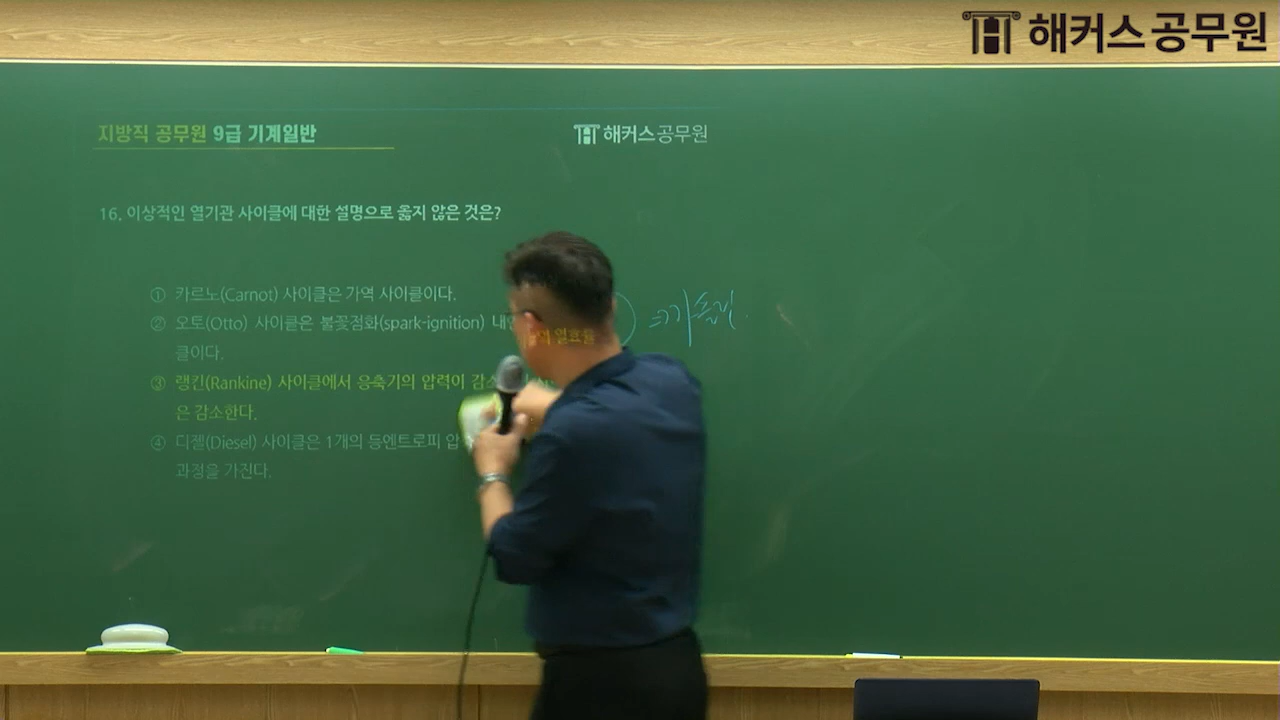 해커스공무원
지방직 공무원 9급 기계일반
해커스공무원
16. 이상적인 열기관 사이클에 대한 설명으로 옳지 않은 것은?
① 카르노(Carnot) 사이클은 가역 사이클이다.
② 오토(Otto) 사이클은 불꽃점화(spark-ignition) 내
열효율
클이다.
③ 랭킨(Rankine) 사이클에서 응축기의 압력이 감소
은 감소한다.
④ 디젤(Diesel) 사이클은 1개의 등엔트로피 압
과정을 가진다.